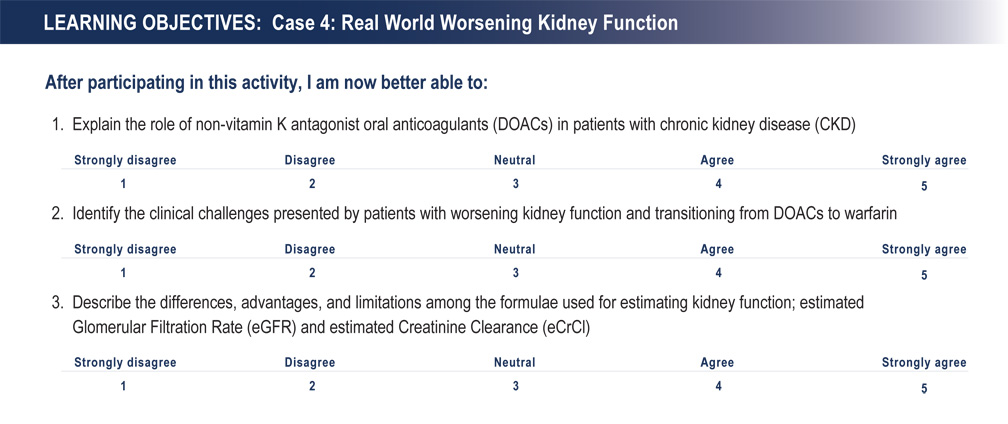 LEARNING OBJECTIVES: Case 4: Real World Worsening Kidney Function
After participating in this activity, I am now better able to:
1. Explain the role of non-vitamin K antagonist oral anticoagulants (DOACs) in patients with chronic kidney disease (CKD)
Strongly disagree Disagree Neutral Agree Strongly agree
1 2 3 4 5
2. Identify the clinical challenges presented by patients with worsening kidney function and transitioning from DOACs to warfarin
Strongly disagree Disagree Neutral Agree Strongly agree
1 2 3 4 5
3. Describe the differences, advantages, and limitations among the formulae used for estimating kidney function; estimated
Glomerular Filtration Rate (eGFR) and estimated Creatinine Clearance (eCrCl)
Strongly disagree Disagree Neutral Agree Strongly agree
1 2 3 4 5